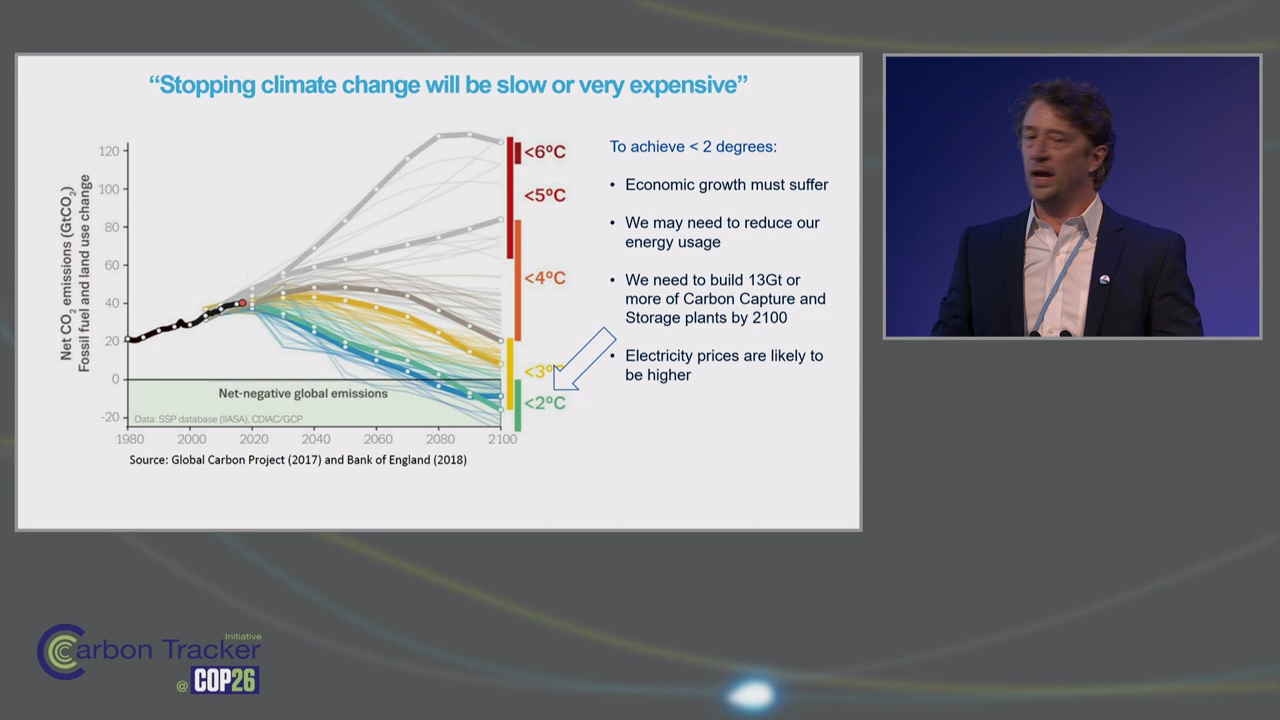 “Stopping climate change will be slow or very expensive”
Net CO₂ emissions (GtCO₂)
Fossil fuel and land use change
120
100
80
60
40
20
0
-20
<6ºC
<5ºC
<4ºC
<3º
<2ºC
Net-negative global emissions
Data: SSP database (IIASA), CDIAC/GCP
1980
2000
2020
2040
2060
2080
2100
Source: Global Carbon Project (2017) and Bank of England (2018)
To achieve < 2 degrees:
• Economic growth must suffer
• We may need to reduce our
energy usage
• We need to build 13Gt or
more of Carbon Capture and
Storage plants by 2100
• Electricity prices are likely to
be higher
Initiative
Carbon Tracker
@ COP26